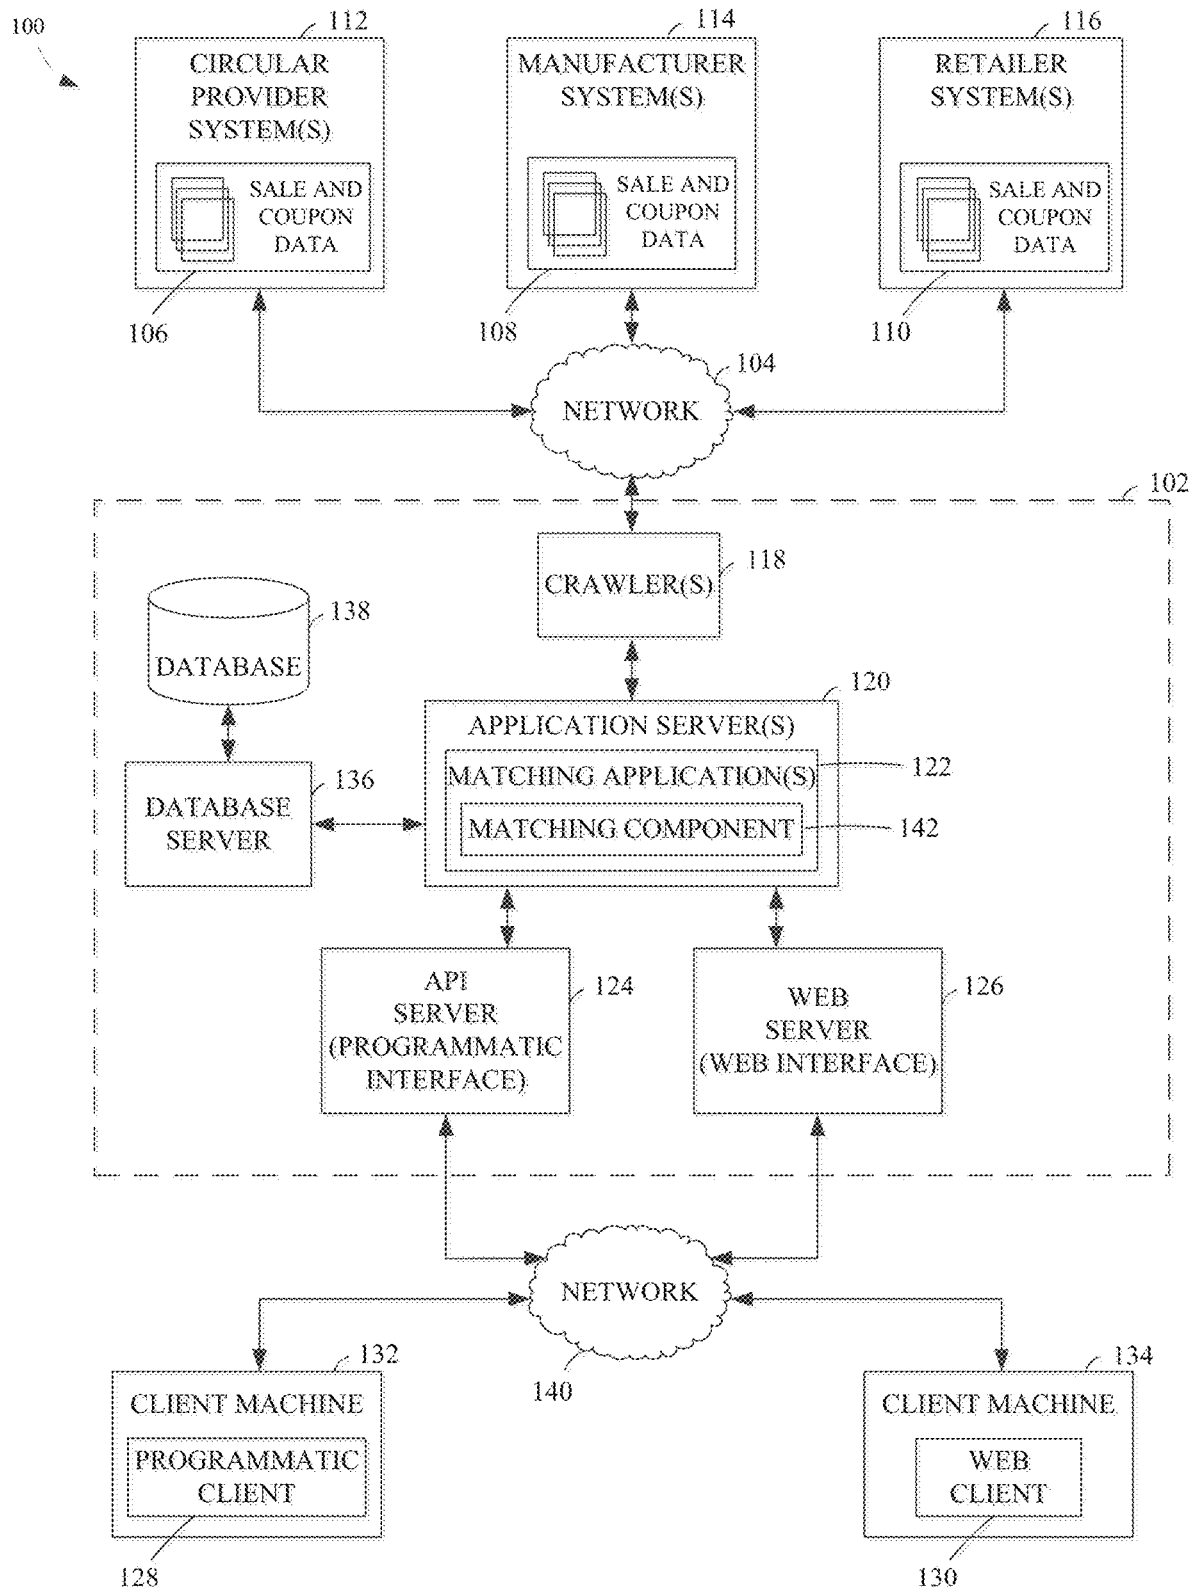 100
112
114
116
CIRCULAR
PROVIDER
SYSTEM(S)
SALE AND
COUPON
DATA
106
MANUFACTURER
SYSTEM(S)
SALE AND
COUPON
DATA
108
RETAILER
SYSTEM(S)
SALE AND
COUPON
DATA
110
104
NETWORK
102
CRAWLER(S)
118
138
DATABASE
120
APPLICATION SERVER(S)
MATCHING APPLICATION(S)
122
MATCHING COMPONENT
142
136
DATABASE
SERVER
API
SERVER
(PROGRAMMATIC
INTERFACE)
124
WEB
SERVER
(WEB INTERFACE)
126
NETWORK
140
132
CLIENT MACHINE
PROGRAMMATIC
CLIENT
128
134
CLIENT MACHINE
WEB
CLIENT
130